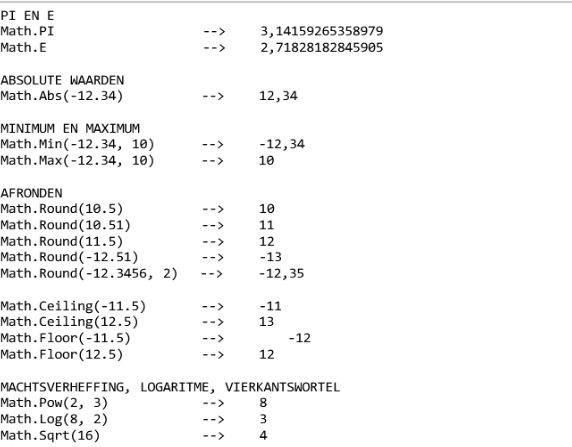 PI EN E
Math.PI --> 3,14159265358979
Math.E --> 2,71828182845905
ABSOLUTE WAARDEN
Math.Abs(-12.34) --> 12,34
MINIMUM EN MAXIMUM
Math.Min(-12.34, 10) --> -12,34
Math.Max(-12.34, 10) --> 10
AFRONDEN
Math.Round(10.5) --> 10
Math.Round(10.51) --> 11
Math.Round(11.5) --> 12
Math.Round(-12.51) --> -13
Math.Round(-12.3456, 2) --> -12,35
Math.Ceiling(-11.5) --> -11
Math.Ceiling(12.5) --> 13
Math.Floor(-11.5) --> -12
Math.Floor(12.5) --> 12
MACHTSVERHEFFING, LOGARITME, VIERKANTSWORTEL
Math.Pow(2, 3) --> 8
Math.Log(8, 2) --> 3
Math.Sqrt(16) --> 4